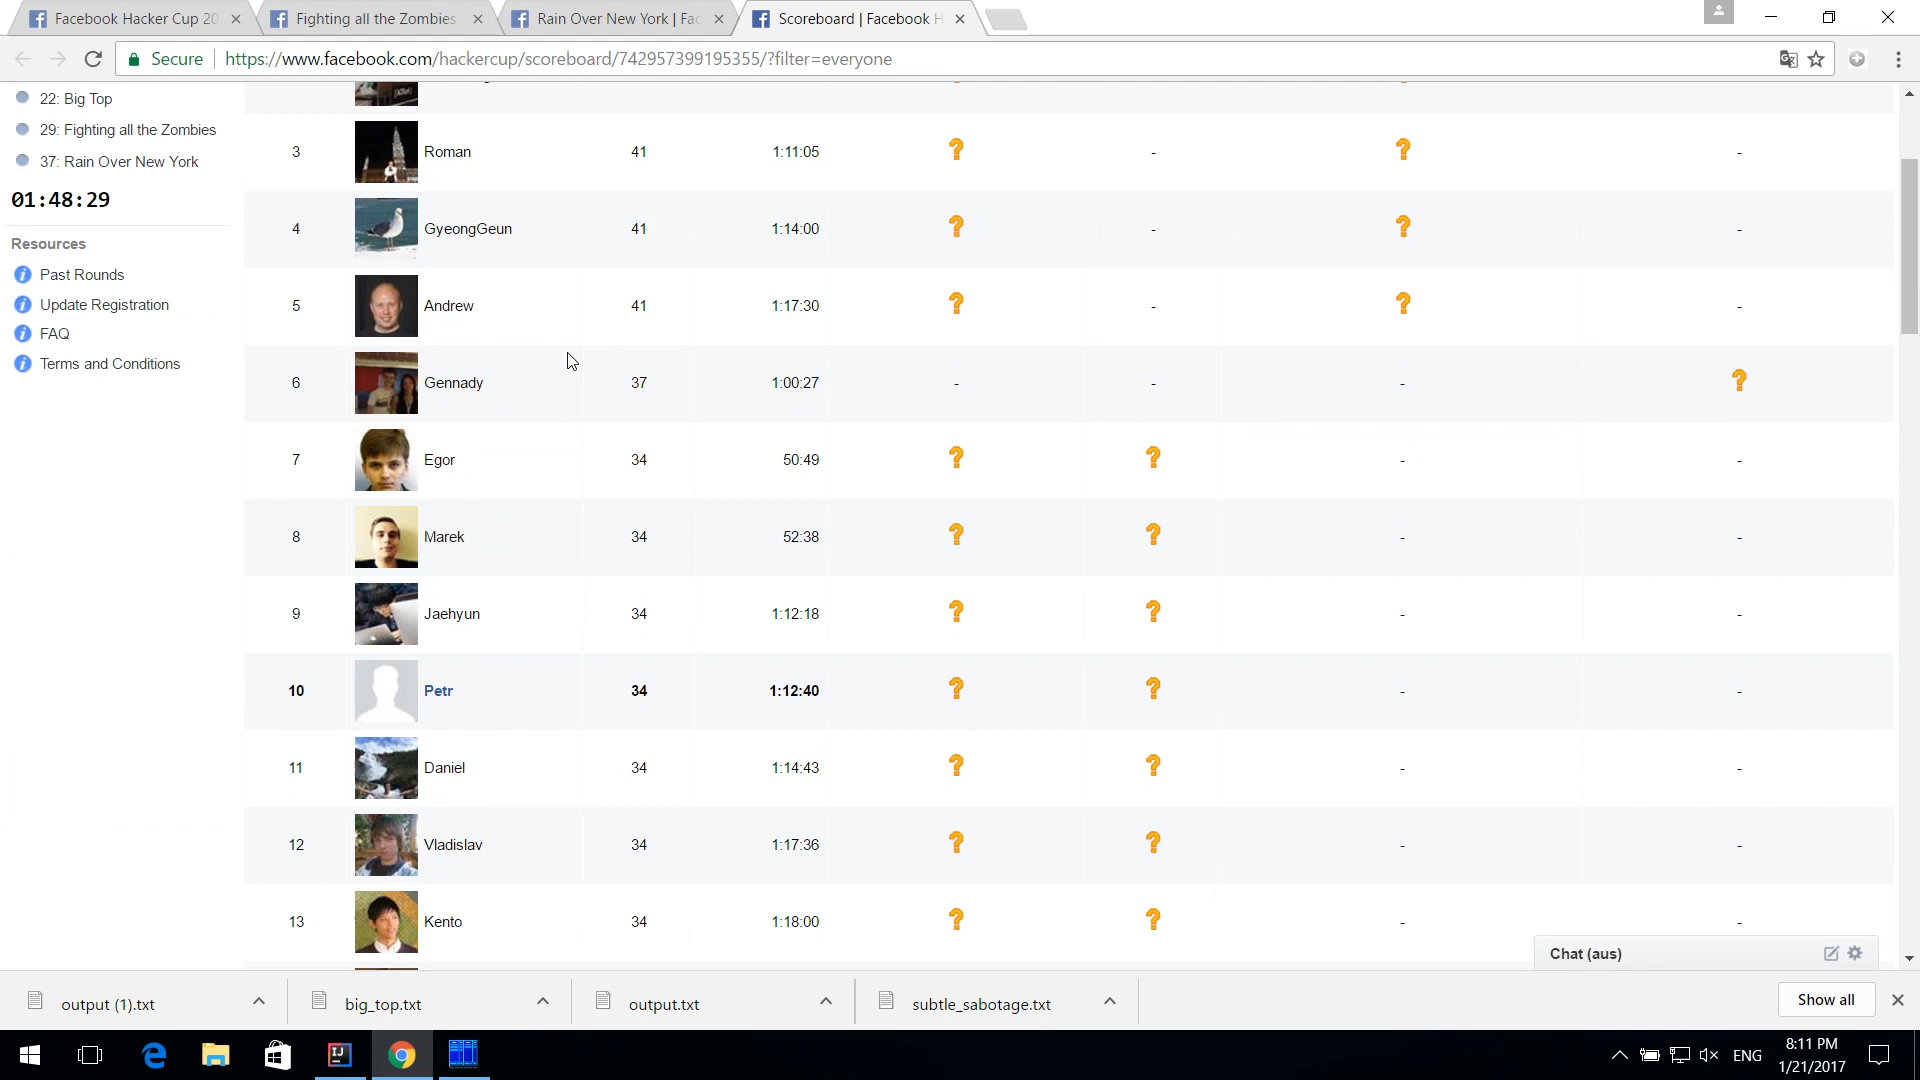 Facebook Hacker Cup 20
Fighting all the Zombies
Rain Over New York | Fac
Scoreboard | Facebook H
Secure
https://www.facebook.com/hackercup/scoreboard/742957399195355/?filter=everyone
22: Big Top
29: Fighting all the Zombies
37: Rain Over New York
01:48:29
Resources
Past Rounds
Update Registration
FAQ
Terms and Conditions
3 Roman 41 1:11:05 ? - ? -
4 GyeongGeun 41 1:14:00 ? - ? -
5 Andrew 41 1:17:30 ? - ? -
6 Gennady 37 1:00:27 - - - ?
7 Egor 34 50:49 ? ? - -
8 Marek 34 52:38 ? ? - -
9 Jaehyun 34 1:12:18 ? ? - -
10 Petr 34 1:12:40 ? ? - -
11 Daniel 34 1:14:43 ? ? - -
12 Vladislav 34 1:17:36 ? ? - -
13 Kento 34 1:18:00 ? ? - -
Chat (aus)
output (1).txt
big_top.txt
output.txt
subtle_sabotage.txt
Show all
ENG
8:11 PM
1/21/2017